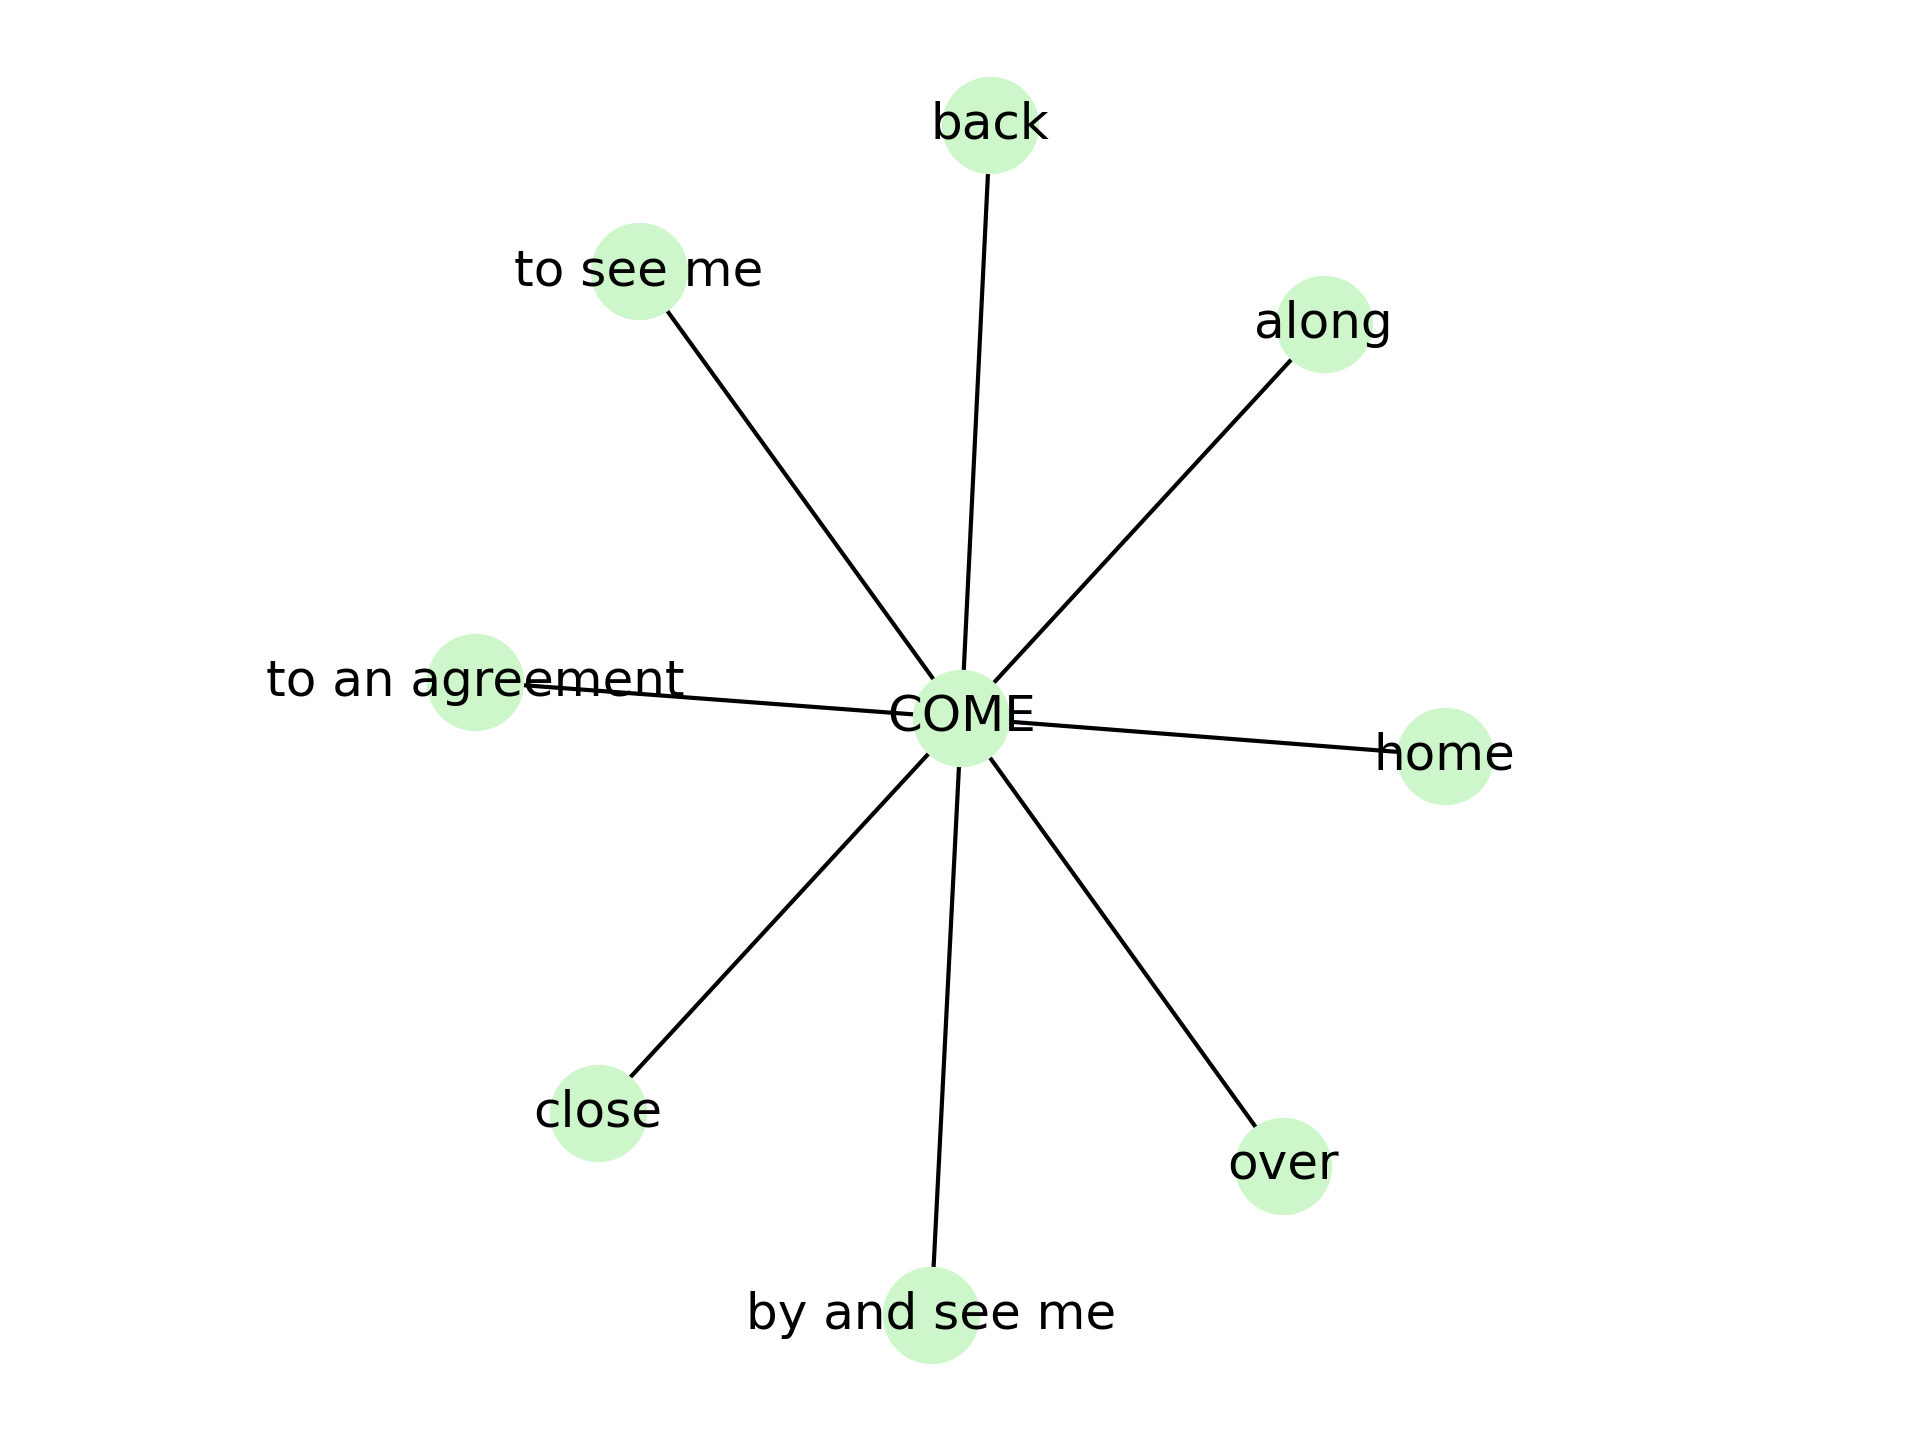 back
to see me
along
to an agreement
COME
home
close
over
by and see me